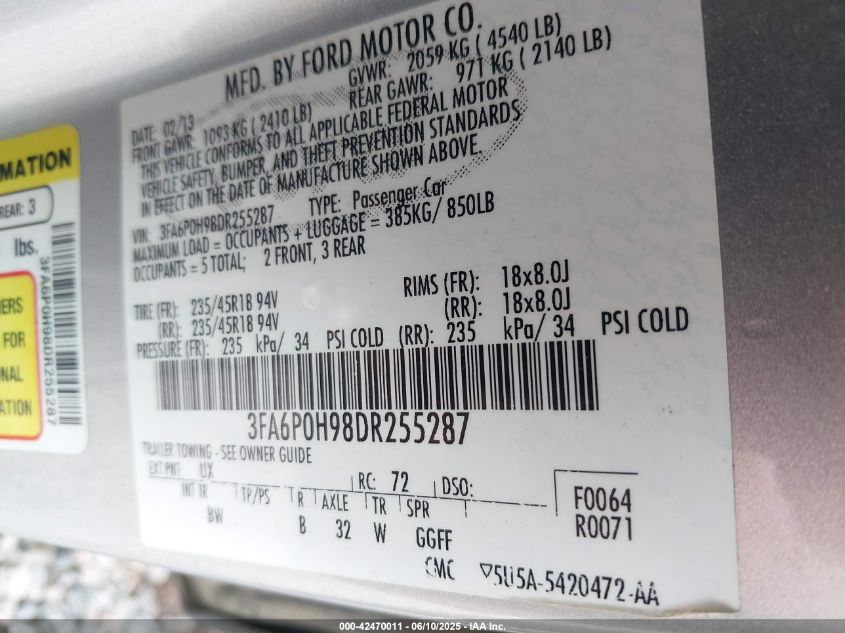 MFD. BY FORD MOTOR CO.
DATE: 02/13 GVWR: 2059 KG ( 4540 LB)
FRONT GAWR: 1093 KG ( 2410 LB) REAR GAWR: 971 KG ( 2140 LB)
THIS VEHICLE CONFORMS TO ALL APPLICABLE FEDERAL MOTOR
VEHICLE SAFETY, BUMPER, AND THEFT PREVENTION STANDARDS
IN EFFECT ON THE DATE OF MANUFACTURE SHOWN ABOVE.
VIN: 3FA6P0H98DR255287 TYPE: Passenger Car
MAXIMUM LOAD = OCCUPANTS + LUGGAGE = 385KG/ 850LB
OCCUPANTS = 5 TOTAL; 2 FRONT, 3 REAR
TIRE (FR): 235/45R18 94V RIMS (FR): 18x8.0J
(RR): 235/45R18 94V (RR): 18x8.0J
PRESSURE (FR): 235 kPa/ 34 PSI COLD (RR): 235 kPa/ 34 PSI COLD
3FA6P0H98DR255287
TRAILER TOWING - SEE OWNER GUIDE
EXT PNT: UX RC: 72 DSO:
INT TR TP/PS R AXLE TR SPR
BW B 32 W GGFF
F0064
R0071
CMC ▽5U5A-5420472-AA
MATION
REAR: 3
lbs.
3FA6P0H98DR255287
FOR
000-42470011 - 06/10/2025 - IAA Inc.